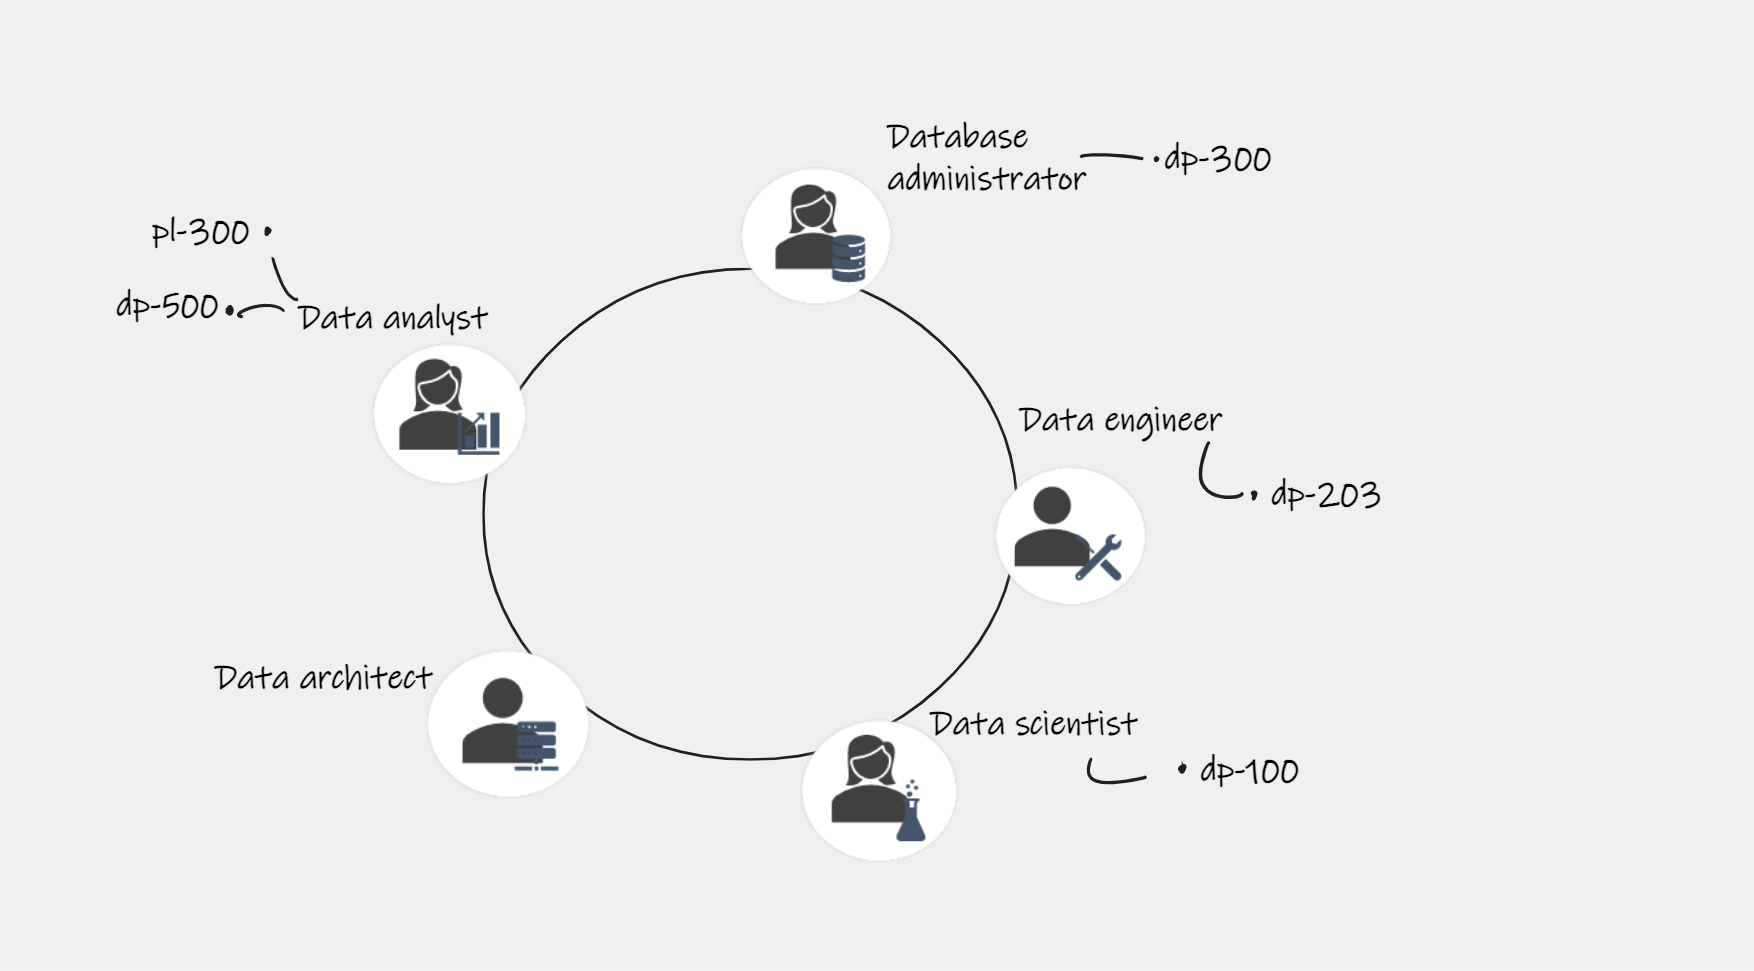 Database
administrator
dp-300
pl-300
dp-500
Data analyst
Data engineer
dp-203
Data architect
Data scientist
dp-100